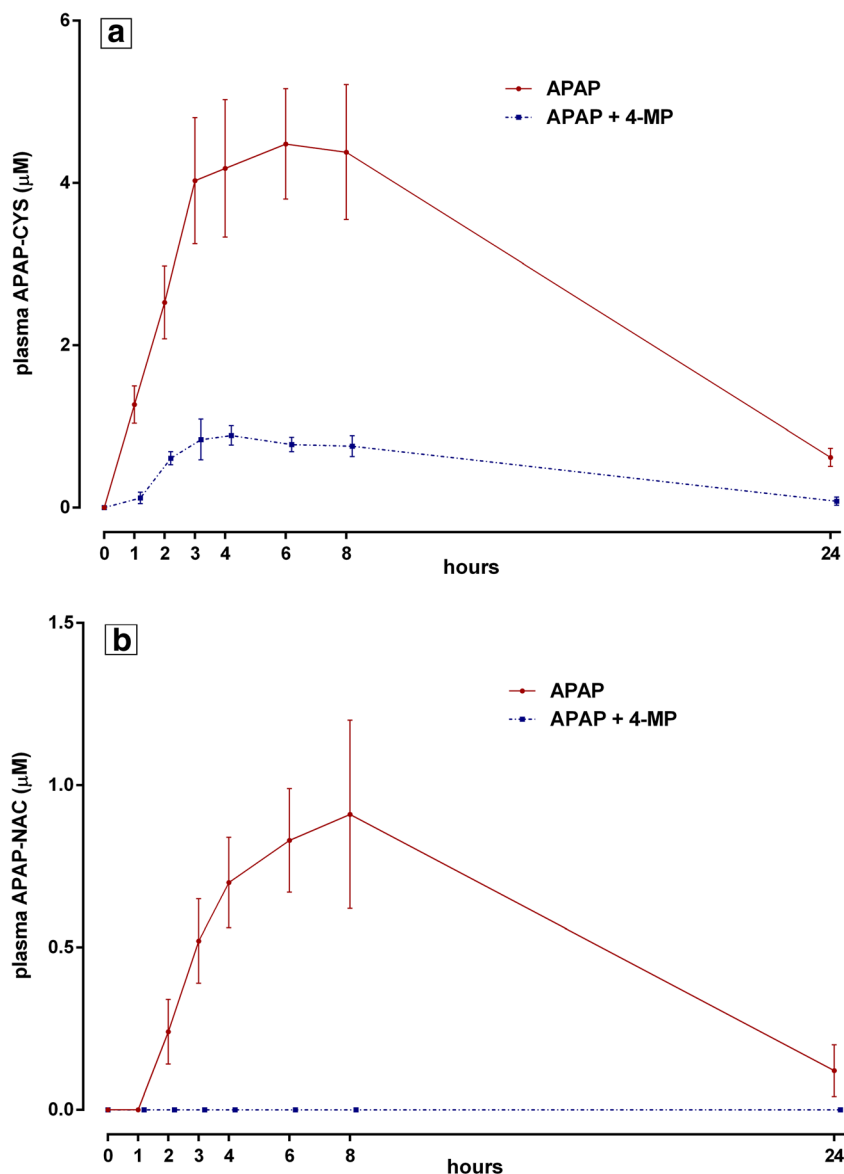 a
6
4
2
0
plasma APAP-CYS (μM)
APAP
APAP + 4-MP
0 1 2 3 4 6 8 24
hours
b
1.5
1.0
0.5
0.0
plasma APAP-NAC (μM)
APAP
APAP + 4-MP
0 1 2 3 4 6 8 24
hours